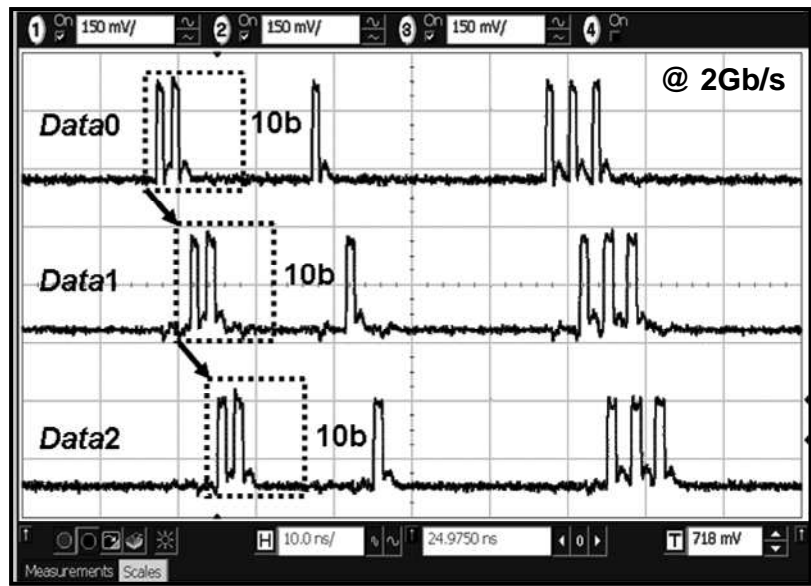 1 On 150 mV/ 2 On 150 mV/ 3 On 150 mV/ 4 On
@ 2Gb/s
Data0 10b
Data1 10b
Data2 10b
H 10.0 ns/ 24.9750 ns 0 T 718 mV
Measurements Scales